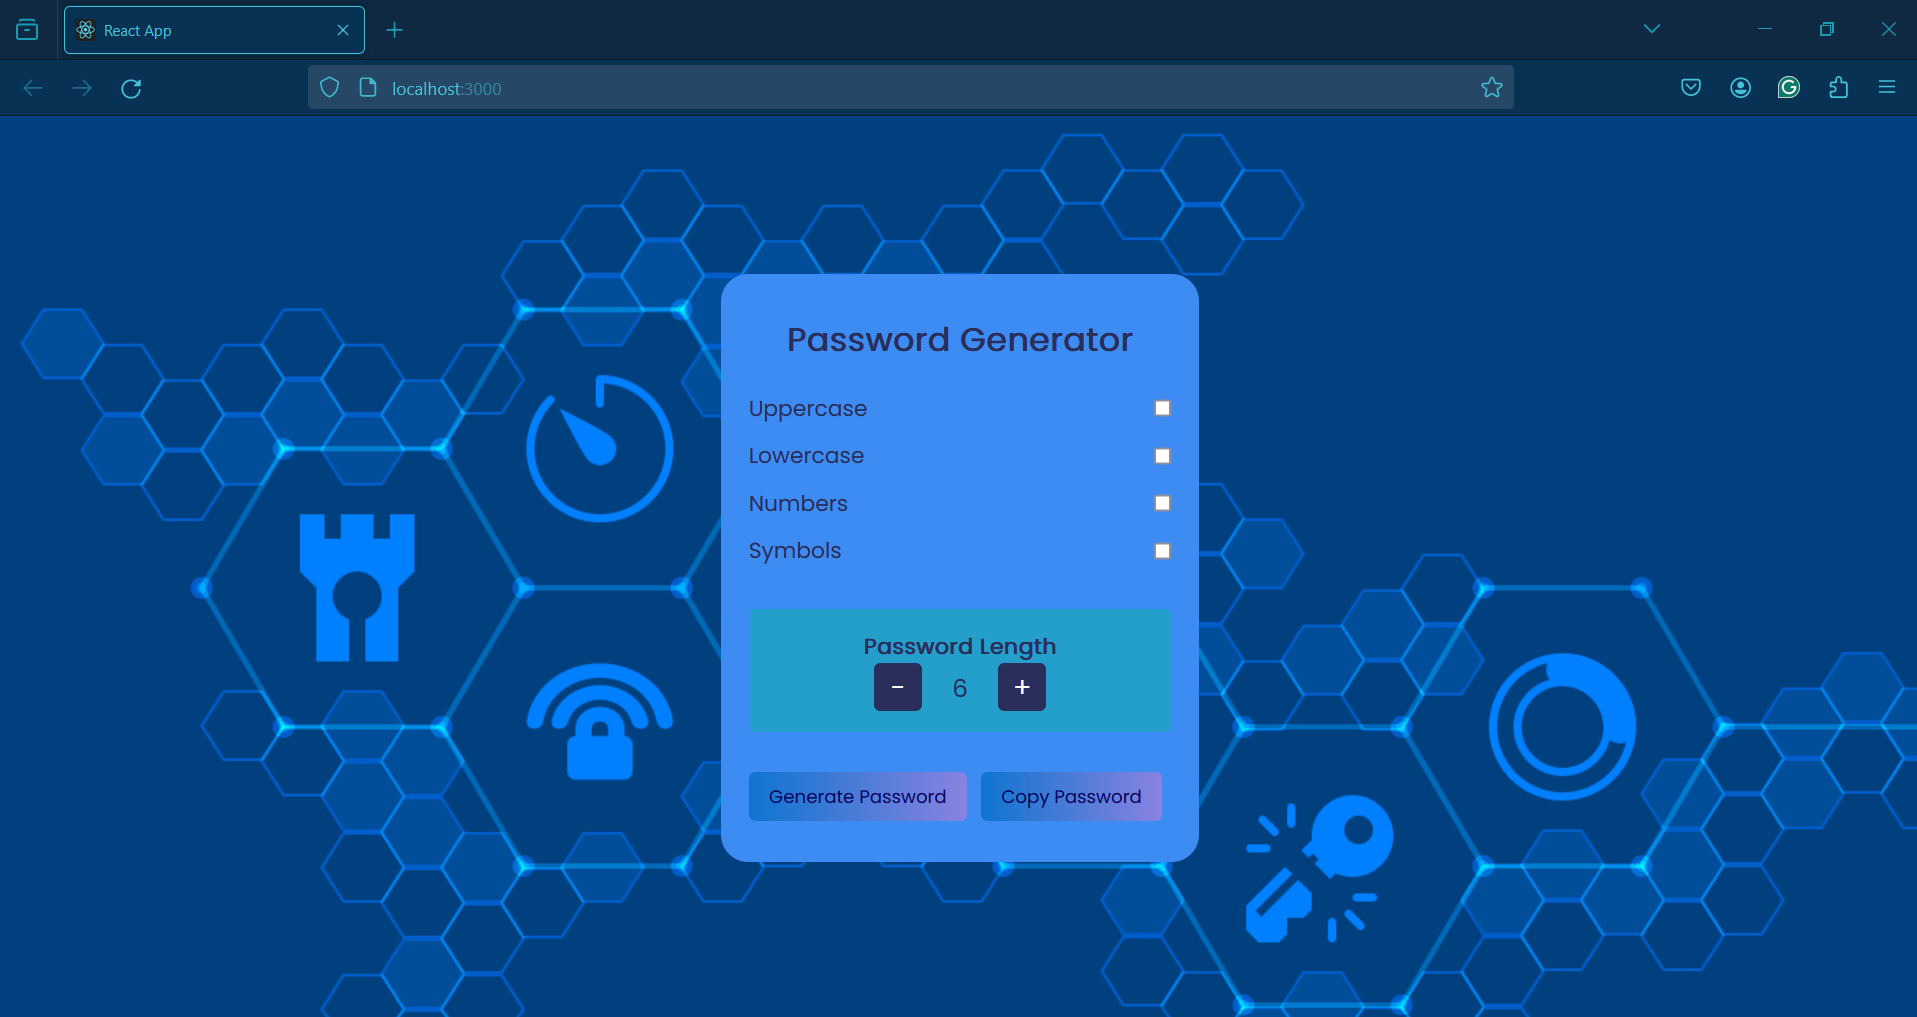 React App
localhost:3000
Password Generator
Uppercase
Lowercase
Numbers
Symbols
Password Length
- 6 +
Generate Password Copy Password